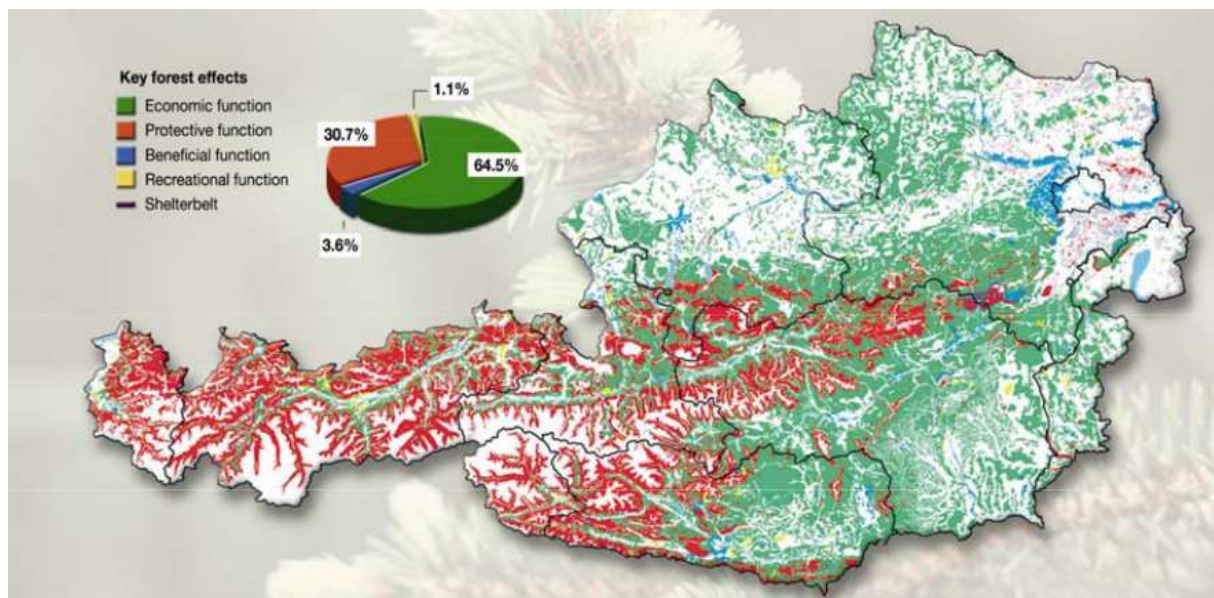 Key forest effects
Economic function
Protective function
Beneficial function
Recreational function
Shelterbelt
1.1%
30.7%
64.5%
3.6%